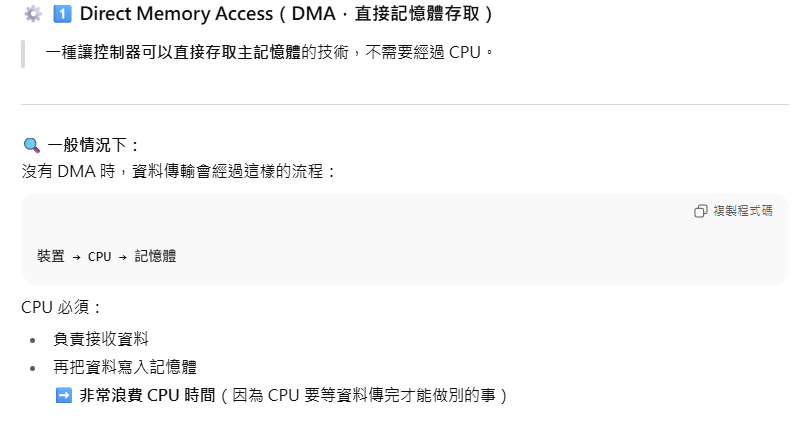 ⚙️ 1️⃣ Direct Memory Access（DMA，直接記憶體存取）
一種讓控制器可以直接存取主記憶體的技術，不需要經過 CPU。
🔍 一般情況下：
沒有 DMA 時，資料傳輸會經過這樣的流程：
複製程式碼
裝置 → CPU → 記憶體
CPU 必須：
• 負責接收資料
• 再把資料寫入記憶體
➡️ 非常浪費 CPU 時間（因為 CPU 要等資料傳完才能做別的事）